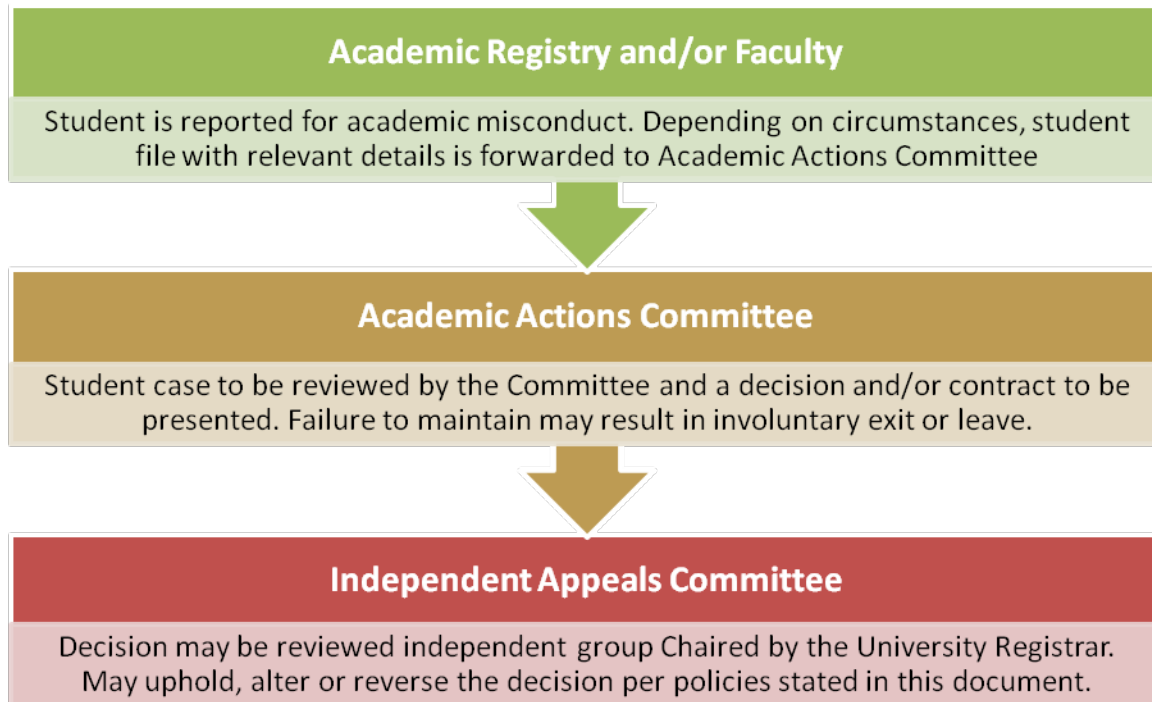 Academic Registry and/or Faculty
Student is reported for academic misconduct. Depending on circumstances, student
file with relevant details is forwarded to Academic Actions Committee
Academic Actions Committee
Student case to be reviewed by the Committee and a decision and/or contract to be
presented. Failure to maintain may result in involuntary exit or leave.
Independent Appeals Committee
Decision may be reviewed independent group Chaired by the University Registrar.
May uphold, alter or reverse the decision per policies stated in this document.